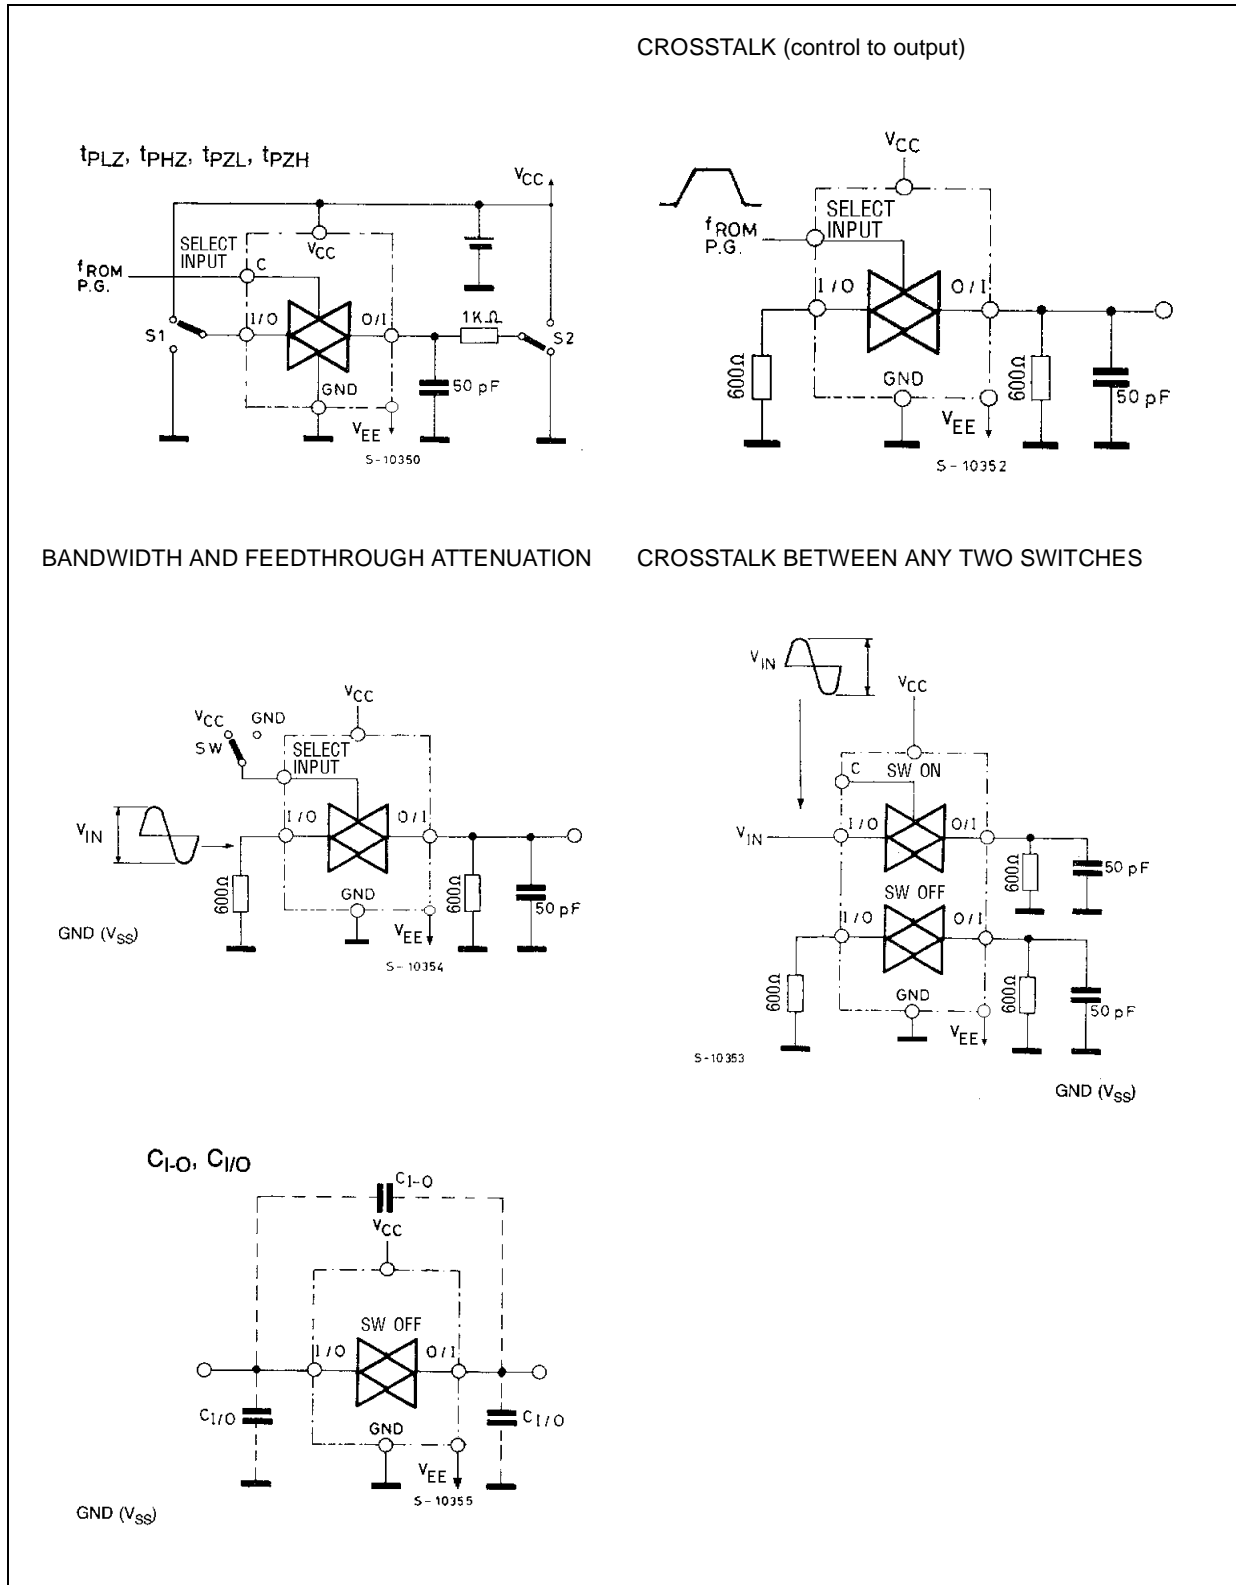 CROSSTALK (control to output)
tPLZ, tPHZ, tPZL, tPZH
VCC
SELECT
INPUT
VCC
fROM
P.G.
C
I/O
O/I
1KΩ
S1
S2
GND
50 pF
VEE
S-10350
VCC
SELECT
INPUT
fROM
P.G.
I/O
O/I
600Ω
GND
600Ω
50 pF
VEE
S-10352
BANDWIDTH AND FEEDTHROUGH ATTENUATION
VCC
VCC
GND
SW
SELECT
INPUT
VIN
I/O
O/I
600Ω
GND
600Ω
50 pF
VEE
GND (VSS)
S-10354
CROSSTALK BETWEEN ANY TWO SWITCHES
VIN
VCC
C
SW ON
VIN
I/O
O/I
600Ω
50 pF
SW OFF
I/O
O/I
600Ω
GND
600Ω
50 pF
VEE
S-10353
GND (VSS)
CI-O, CI/O
CI-O
VCC
SW OFF
I/O
O/I
CI/O
GND
CI/O
VEE
S-10355
GND (VSS)